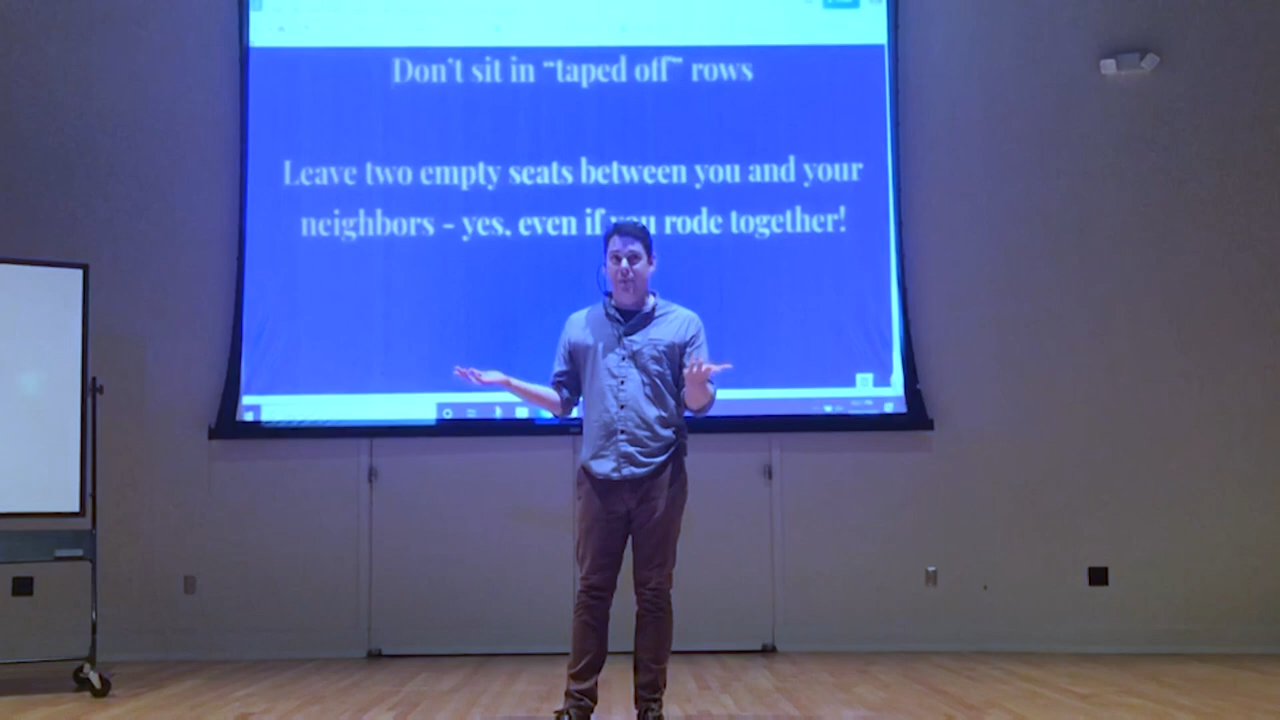 Don't sit in "taped off" rows
Leave two empty seats between you and your
neighbors - yes, even if you rode together!